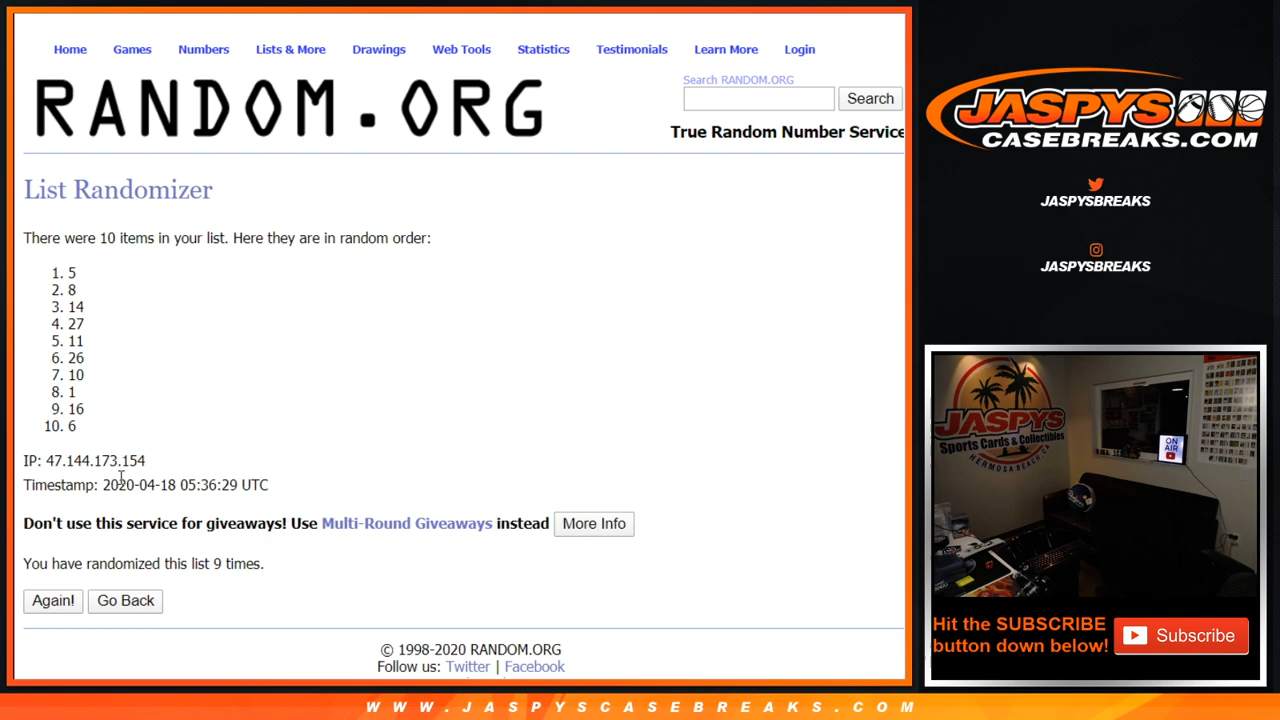 Home Games Numbers Lists & More Drawings Web Tools Statistics Testimonials Learn More Login
RANDOM.ORG
Search RANDOM.ORG
Search
True Random Number Service
List Randomizer
There were 10 items in your list. Here they are in random order:
1. 5
2. 8
3. 14
4. 27
5. 11
6. 26
7. 10
8. 1
9. 16
10. 6
IP: 47.144.173.154
Timestamp: 2020-04-18 05:36:29 UTC
Don't use this service for giveaways! Use Multi-Round Giveaways instead More Info
You have randomized this list 9 times.
Again! Go Back
© 1998-2020 RANDOM.ORG
Follow us: Twitter | Facebook
JASPYS
CASEBREAKS.COM
JASPYSBREAKS
JASPYSBREAKS
JASPYS
Sports Cards & Collectibles
HERMOSA BEACH, CA.
ON
AIR
Hit the SUBSCRIBE
button down below!
Subscribe
WWW.JASPYSCASEBREAKS.COM